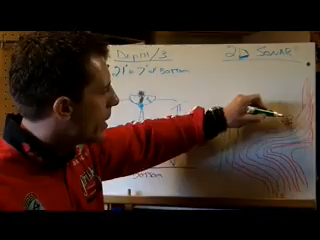 Depth/3
21' = 7' of Bottom
2D Sonar
Bottom